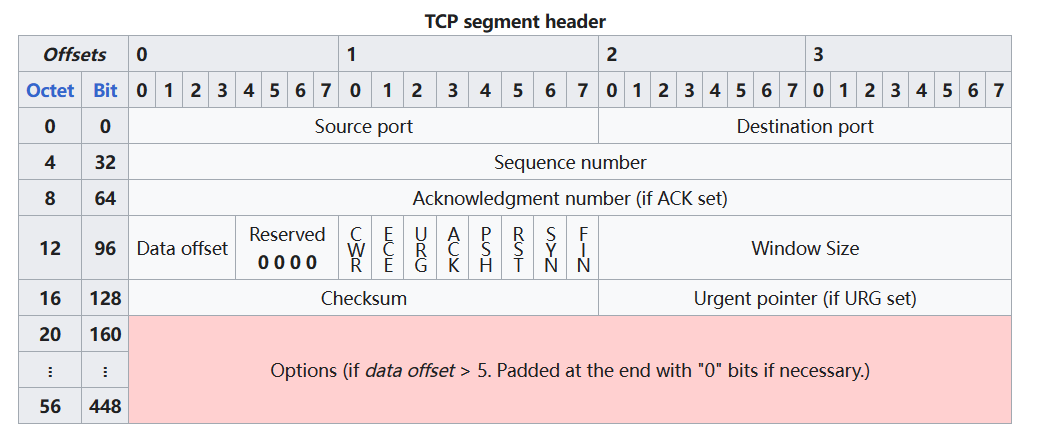 TCP segment header
Offsets 0 1 2 3
Octet Bit 0 1 2 3 4 5 6 7 0 1 2 3 4 5 6 7 0 1 2 3 4 5 6 7 0 1 2 3 4 5 6 7
0 0 Source port Destination port
4 32 Sequence number
8 64 Acknowledgment number (if ACK set)
12 96 Data offset Reserved 0 0 0 0 CWR ECE URG ACK PSH RST SYN FIN Window Size
16 128 Checksum Urgent pointer (if URG set)
20 160
⋮ ⋮ Options (if data offset > 5. Padded at the end with "0" bits if necessary.)
56 448